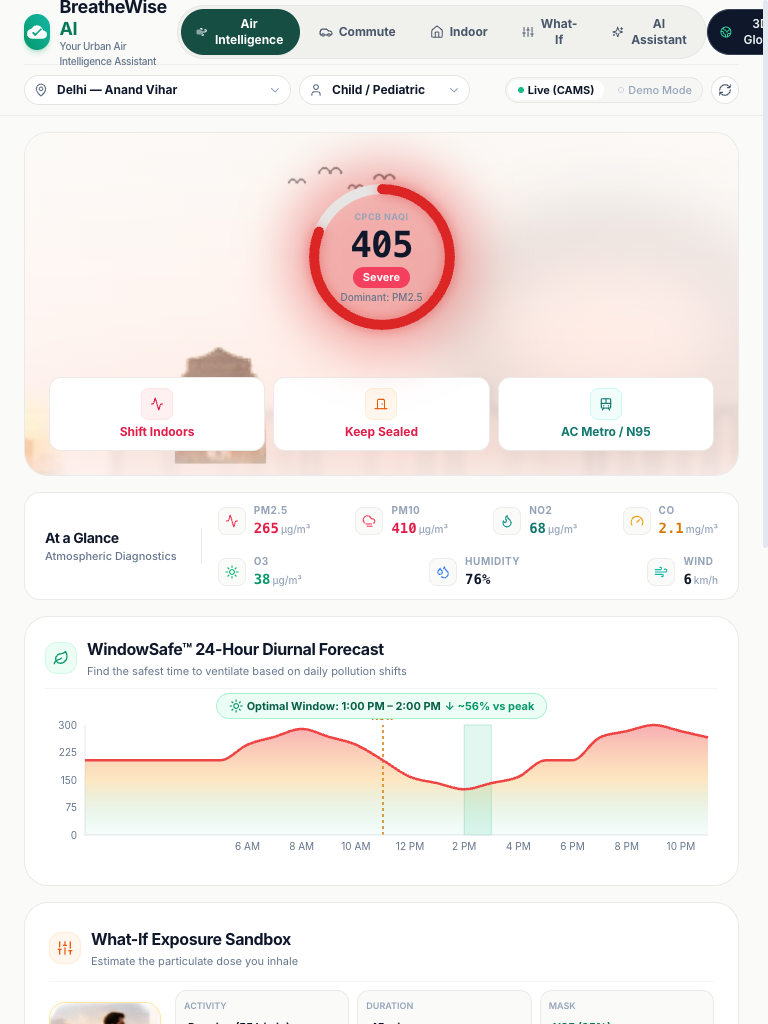 BreatheWise
AI
Your Urban Air
Intelligence Assistant
Air
Intelligence
Commute
Indoor
What-
If
AI
Assistant
Delhi — Anand Vihar
Child / Pediatric
Live (CAMS)
Demo Mode
CPCB NAQI
405
Severe
Dominant: PM2.5
Shift Indoors
Keep Sealed
AC Metro / N95
At a Glance
Atmospheric Diagnostics
PM2.5
265 µg/m³
PM10
410 µg/m³
NO2
68 µg/m³
CO
2.1 mg/m³
O3
38 µg/m³
HUMIDITY
76%
WIND
6 km/h
WindowSafe™ 24-Hour Diurnal Forecast
Find the safest time to ventilate based on daily pollution shifts
Optimal Window: 1:00 PM – 2:00 PM ↓ ~56% vs peak
300
225
150
75
0
6 AM 8 AM 10 AM 12 PM 2 PM 4 PM 6 PM 8 PM 10 PM
What-If Exposure Sandbox
Estimate the particulate dose you inhale
ACTIVITY
DURATION
MASK